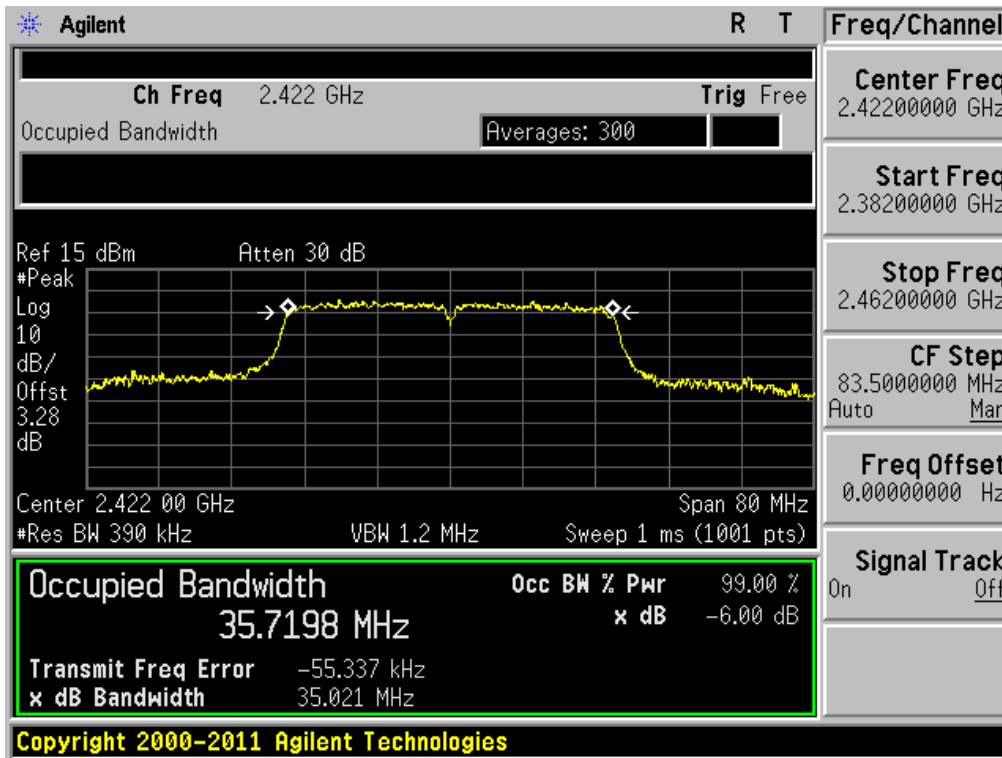 Agilent R T
Freq/Channel
Ch Freq 2.422 GHz Trig Free
Occupied Bandwidth Averages: 300
Ref 15 dBm Atten 30 dB
#Peak
Log
10
dB/
Offst
3.28
dB
Center 2.422 00 GHz Span 80 MHz
#Res BW 390 kHz VBW 1.2 MHz Sweep 1 ms (1001 pts)
Occupied Bandwidth
35.7198 MHz
Occ BW % Pwr 99.00 %
x dB -6.00 dB
Transmit Freq Error -55.337 kHz
x dB Bandwidth 35.021 MHz
Center Freq
2.42200000 GHz
Start Freq
2.38200000 GHz
Stop Freq
2.46200000 GHz
CF Step
83.5000000 MHz
Auto Man
Freq Offset
0.00000000 Hz
Signal Track
On Off
Copyright 2000-2011 Agilent Technologies